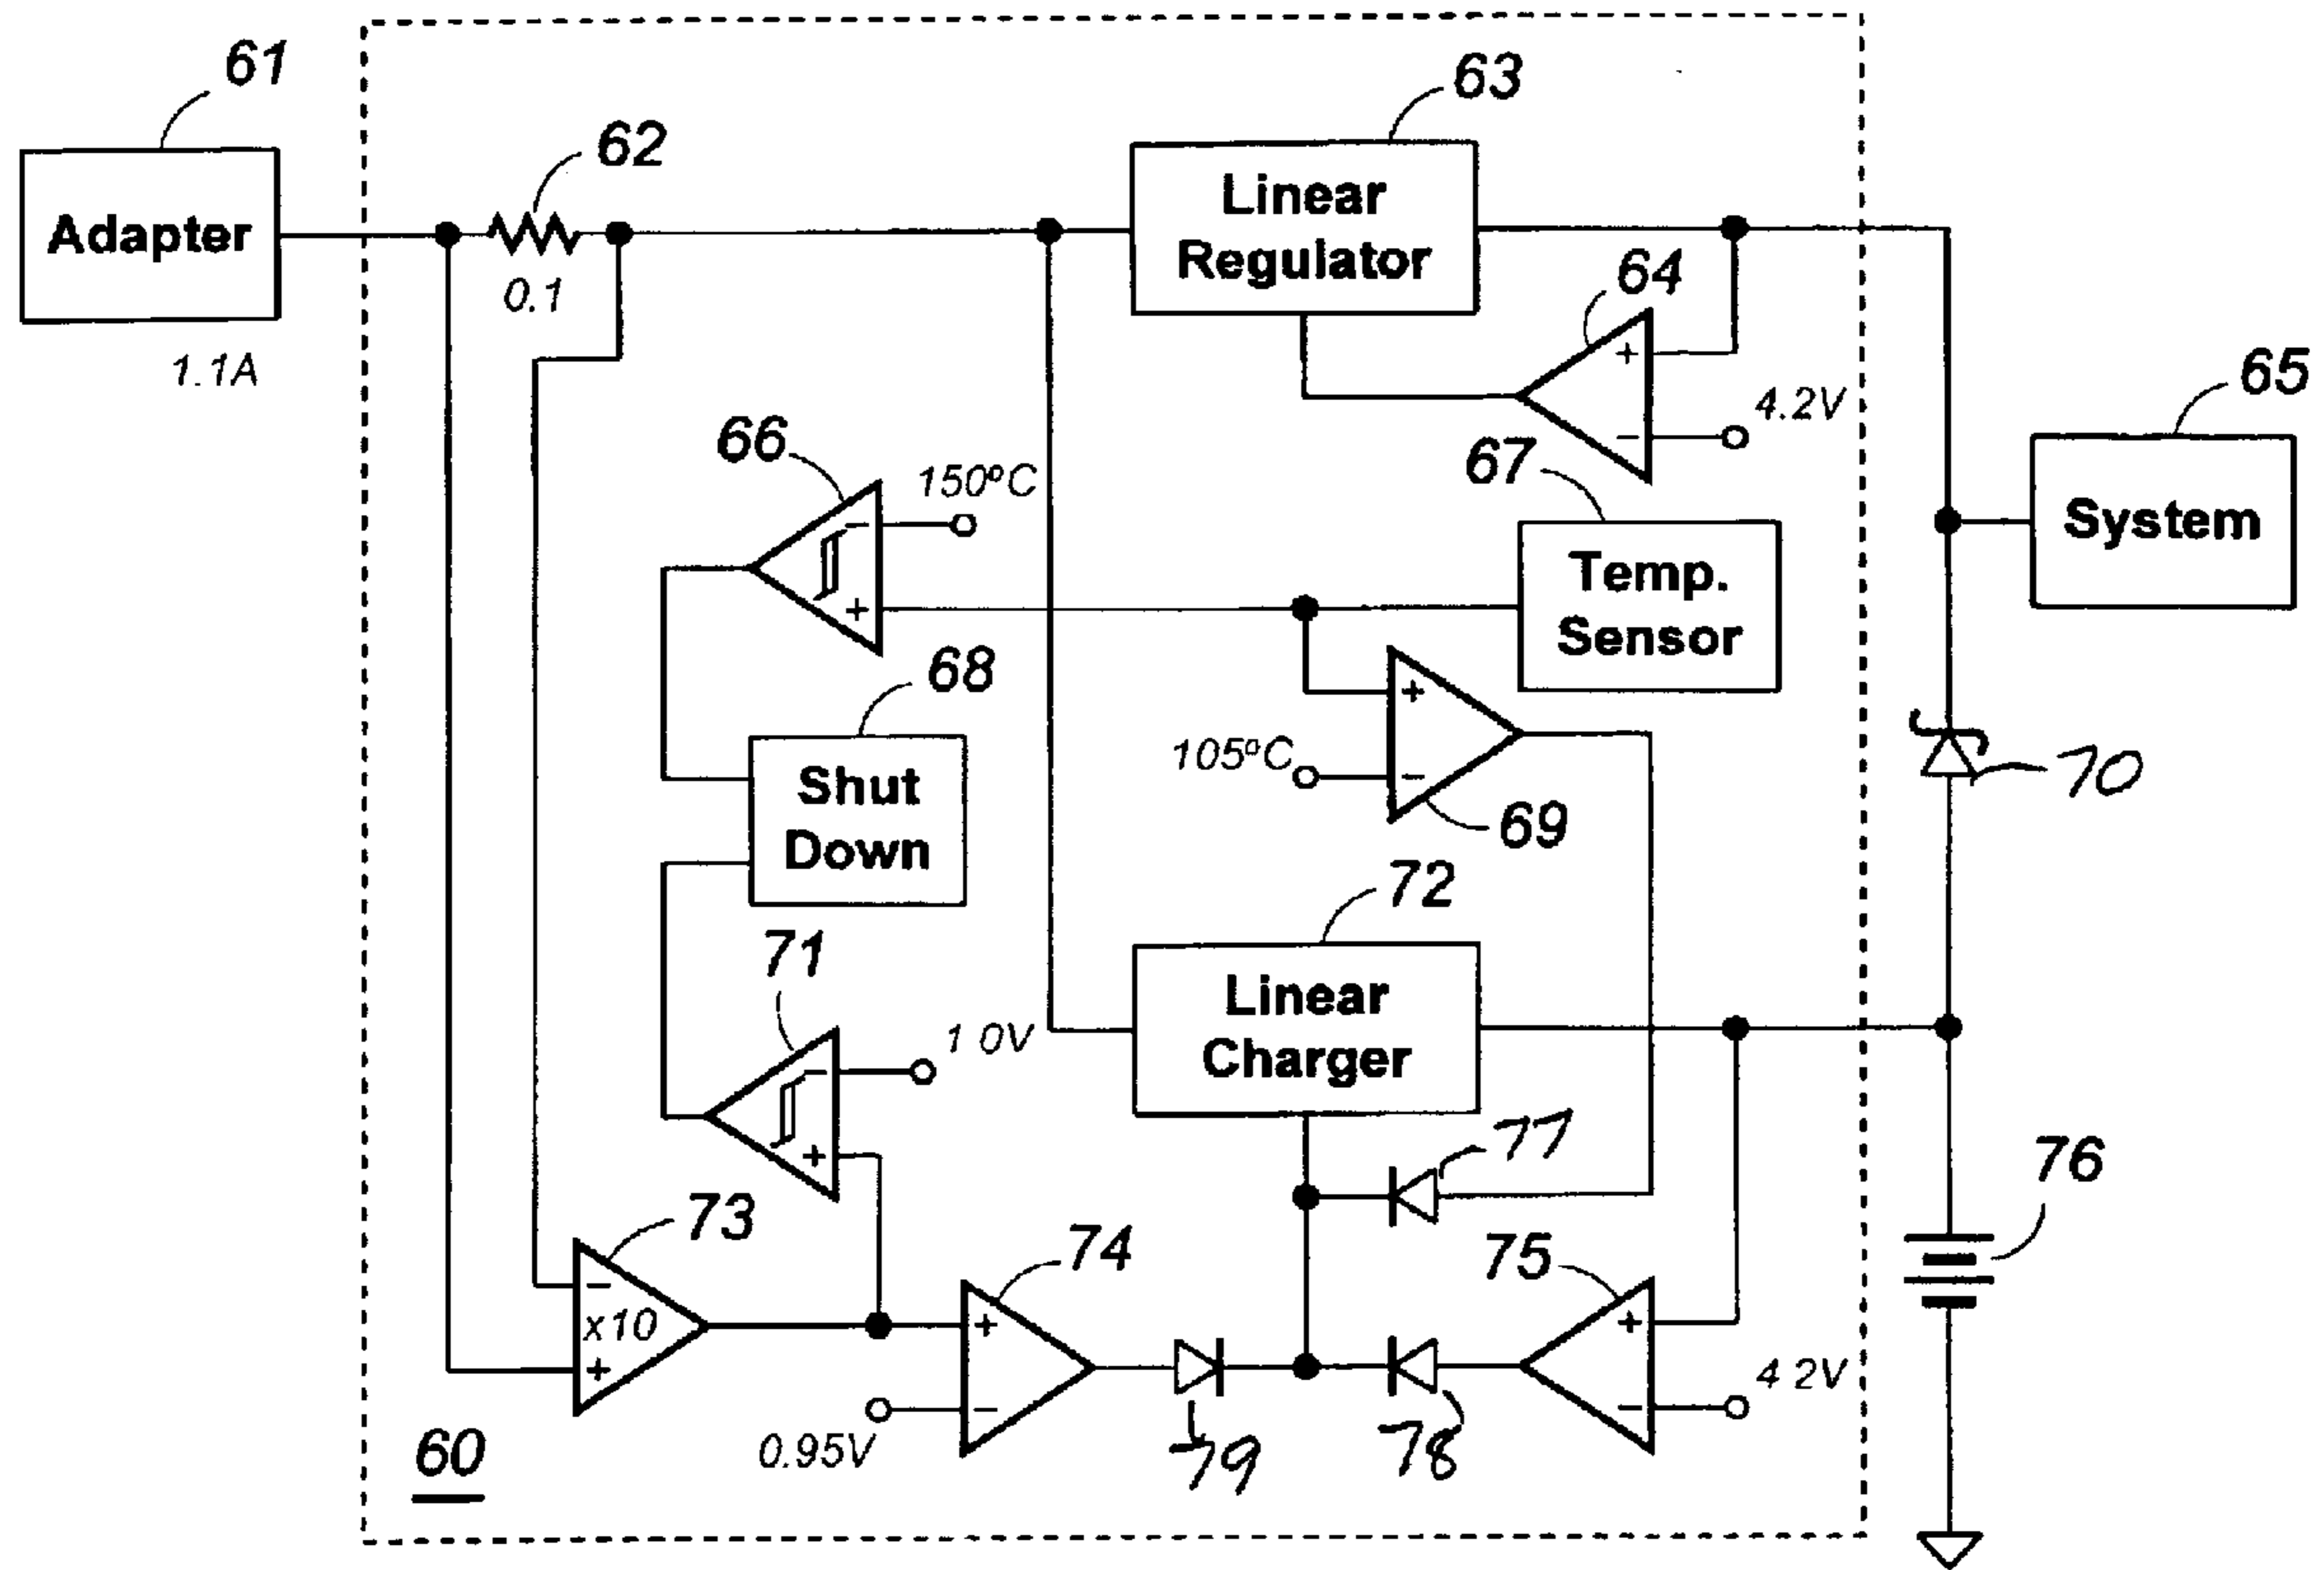 61
Adapter
1.1A
62
0.1
63
Linear
Regulator
64
+
−
4.2V
65
System
66
150ºC
−
+
67
Temp.
Sensor
68
Shut
Down
69
+
−
105ºC
70
71
1 0V
−
+
72
Linear
Charger
73
−
x10
+
74
+
−
0.95V
75
+
−
4 2V
76
77
78
79
60